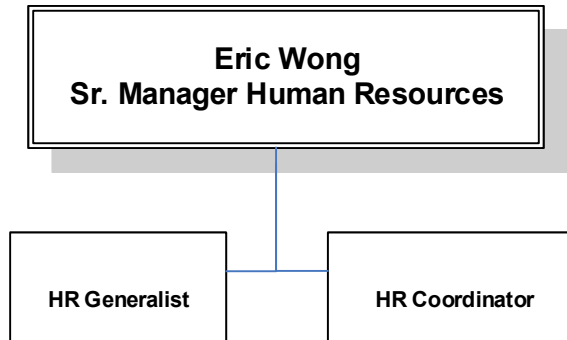 Eric Wong
Sr. Manager Human Resources
HR Generalist
HR Coordinator